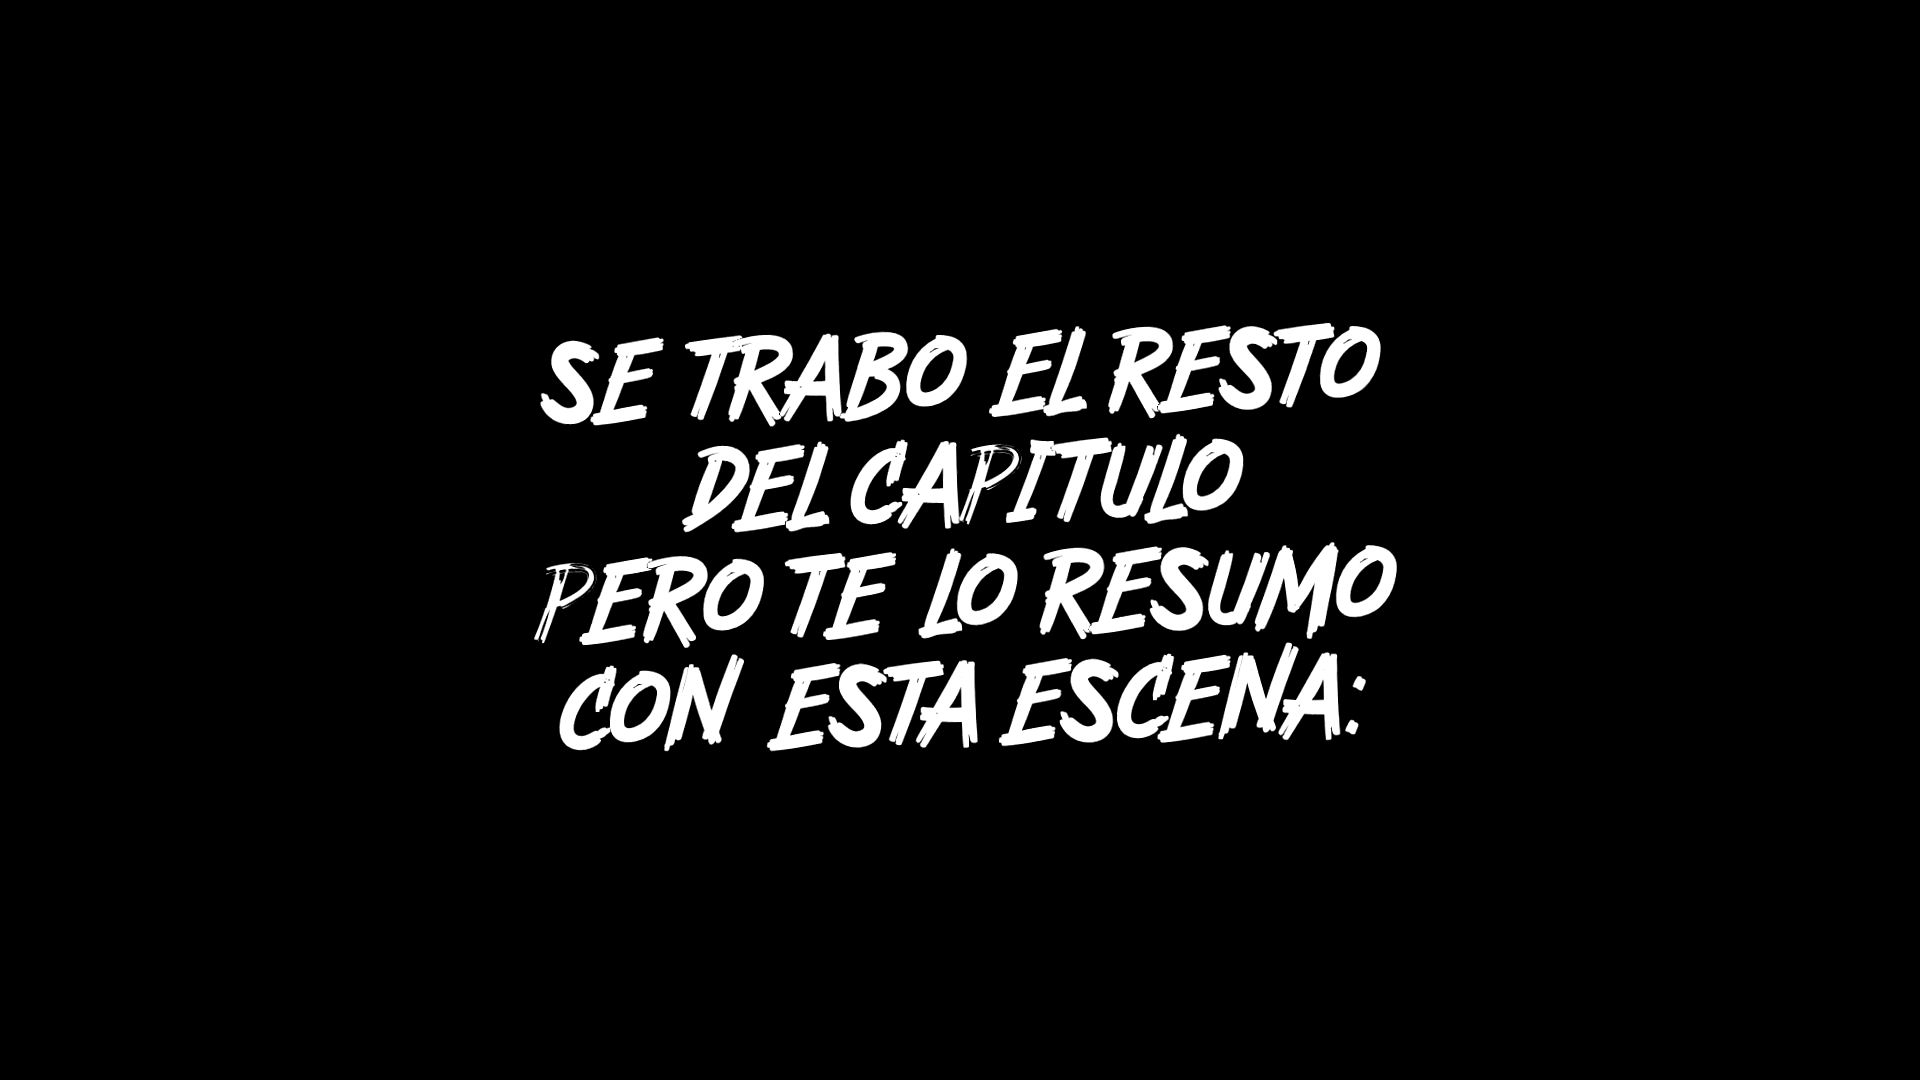 SE TRABO EL RESTO
DEL CAPITULO
PERO TE LO RESUMO
CON ESTA ESCENA: